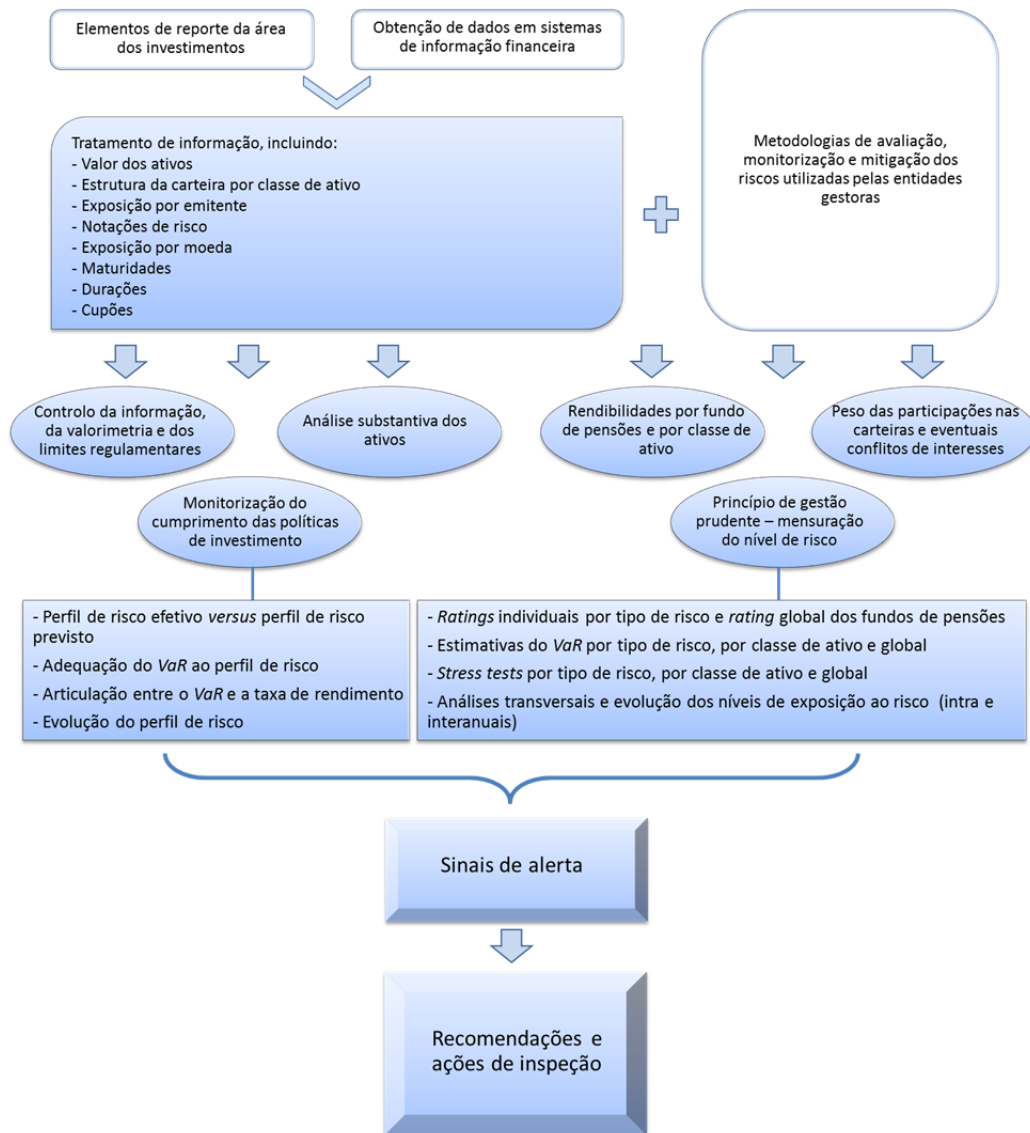 Elementos de reporte da área
dos investimentos
Obtenção de dados em sistemas
de informação financeira
Tratamento de informação, incluindo:
- Valor dos ativos
- Estrutura da carteira por classe de ativo
- Exposição por emitente
- Notações de risco
- Exposição por moeda
- Maturidades
- Durações
- Cupões
Metodologias de avaliação,
monitorização e mitigação dos
riscos utilizadas pelas entidades
gestoras
Controlo da informação,
da valorimetria e dos
limites regulamentares
Análise substantiva dos
ativos
Rendibilidades por fundo
de pensões e por classe de
ativo
Peso das participações nas
carteiras e eventuais
conflitos de interesses
Monitorização do
cumprimento das políticas
de investimento
Princípio de gestão
prudente – mensuração
do nível de risco
- Perfil de risco efetivo versus perfil de risco
previsto
- Adequação do VaR ao perfil de risco
- Articulação entre o VaR e a taxa de rendimento
- Evolução do perfil de risco
- Ratings individuais por tipo de risco e rating global dos fundos de pensões
- Estimativas do VaR por tipo de risco, por classe de ativo e global
- Stress tests por tipo de risco, por classe de ativo e global
- Análises transversais e evolução dos níveis de exposição ao risco (intra e
interanuais)
Sinais de alerta
Recomendações e
ações de inspeção